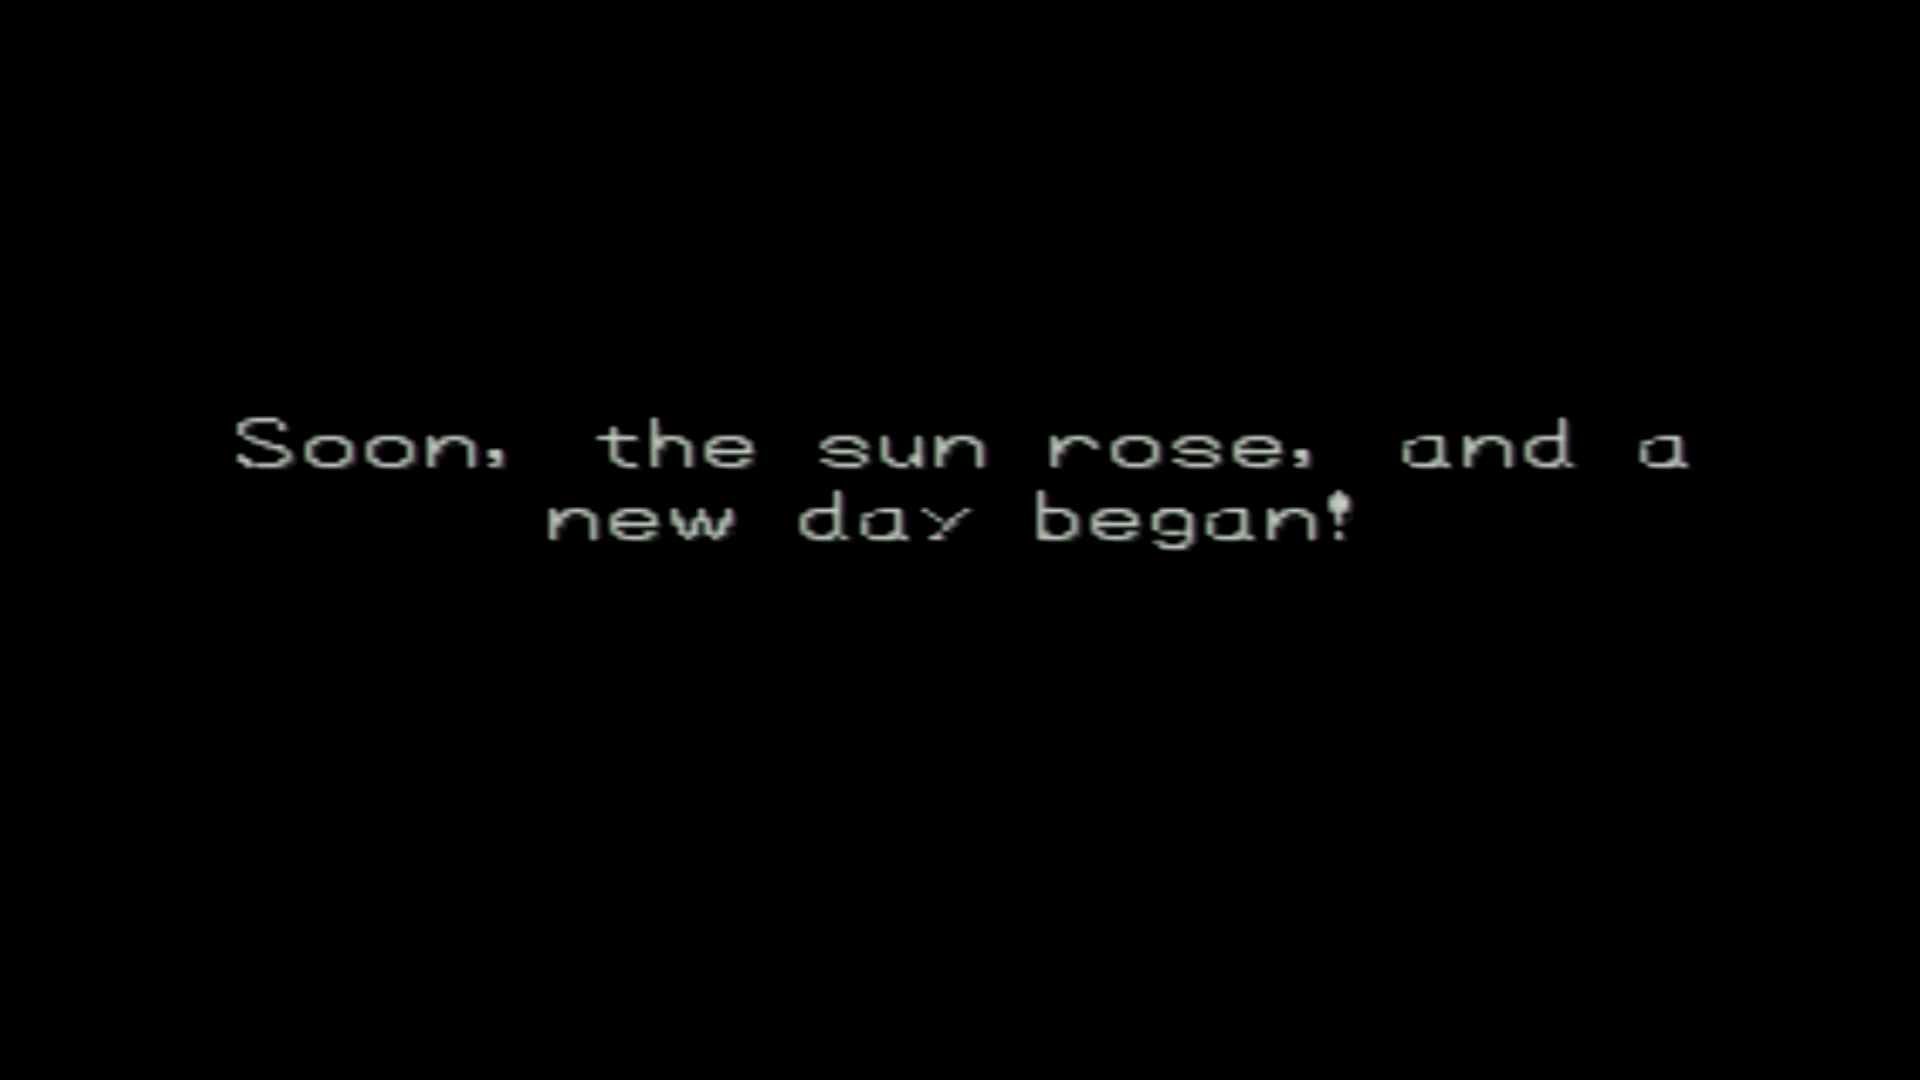 Soon, the sun rose, and a
new day began!